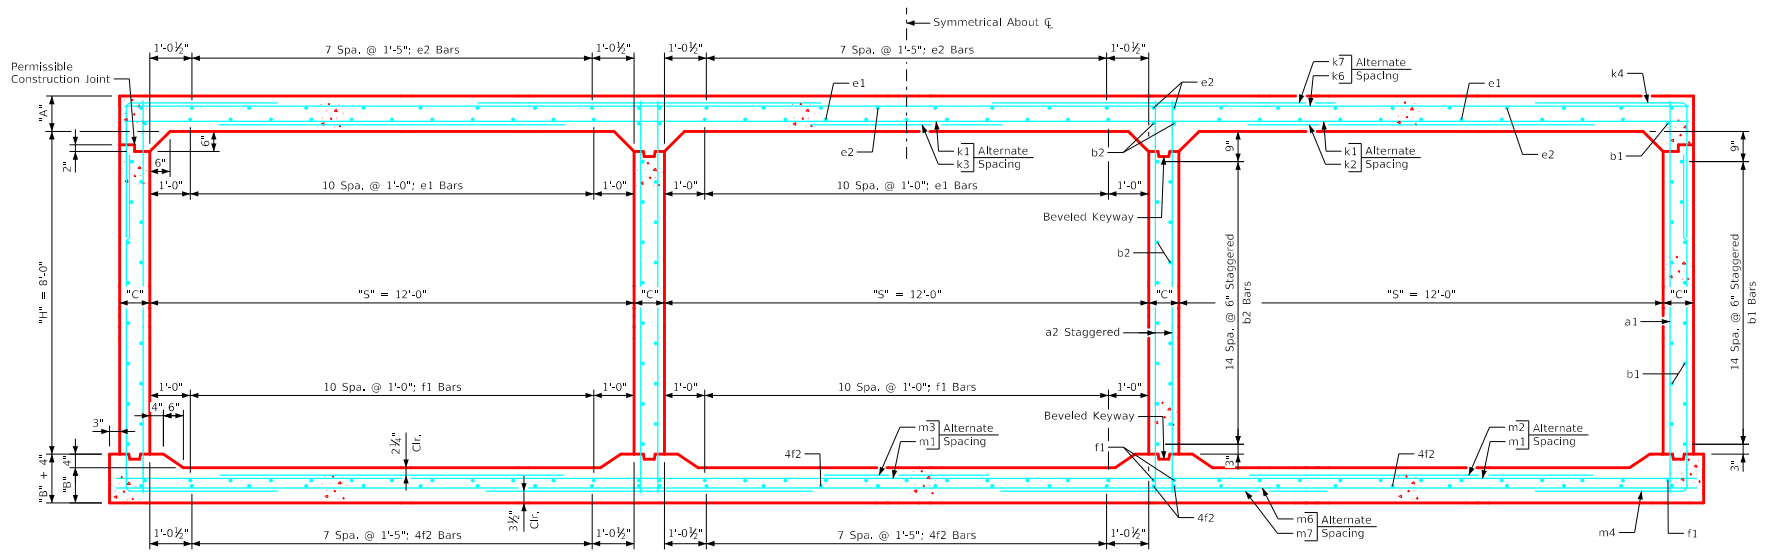 Symmetrical About ℄
1'-0½"
7 Spa. @ 1'-5"; e2 Bars
1'-0½"
1'-0½"
7 Spa. @ 1'-5"; e2 Bars
1'-0½"
Permissible
Construction Joint
k7
k6
Alternate
Spacing
k4
e1
e2
e1
"A"
2"
6"
6"
e2
k1
k3
Alternate
Spacing
b2
k1
k2
Alternate
Spacing
e2
b1
9"
9"
1'-0"
10 Spa. @ 1'-0"; e1 Bars
1'-0"
1'-0"
10 Spa. @ 1'-0"; e1 Bars
1'-0"
Beveled Keyway
b2
"H" = 8'-0"
"C"
"S" = 12'-0"
"C"
"S" = 12'-0"
"C"
"S" = 12'-0"
"C"
14 Spa. @ 6" Staggered
b2 Bars
14 Spa. @ 6" Staggered
b1 Bars
a2 Staggered
a1
b1
1'-0"
10 Spa. @ 1'-0"; f1 Bars
1'-0"
1'-0"
10 Spa. @ 1'-0"; f1 Bars
1'-0"
3"
4"
6"
2¼"
Clr.
m3
m1
Alternate
Spacing
Beveled Keyway
m2
m1
Alternate
Spacing
4f2
f1
4f2
3"
3"
"B" + 4"
"B"
4"
3½"
Clr.
4f2
m6
m7
Alternate
Spacing
m4
f1
1'-0½"
7 Spa. @ 1'-5"; 4f2 Bars
1'-0½"
1'-0½"
7 Spa. @ 1'-5"; 4f2 Bars
1'-0½"